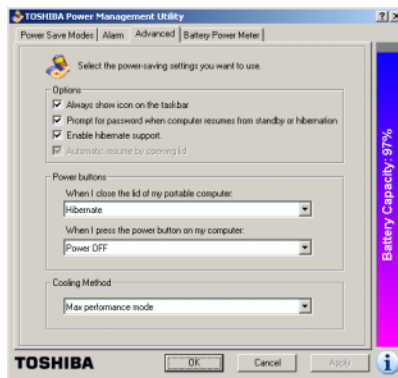 TOSHIBA Power Management Utility
Power Save Modes Alarm Advanced Battery Power Meter
Select the power-saving settings you want to use.
Options
Always show icon on the taskbar
Prompt for password when computer resumes from standby or hibernation
Enable hibernate support.
Automatic resume by opening lid
Power buttons
When I close the lid of my portable computer:
Hibernate
When I press the power button on my computer:
Power OFF
Cooling Method
Max performance mode
Battery Capacity: 97%
TOSHIBA
OK Cancel Apply